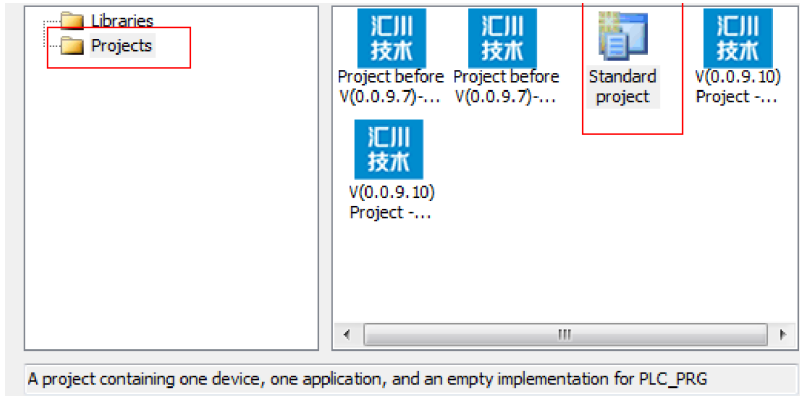 Libraries
Projects
汇川
技术
Project before
V(0.0.9.7)-...
汇川
技术
Project before
V(0.0.9.7)-...
Standard
project
汇川
技术
V(0.0.9.10)
Project -...
汇川
技术
V(0.0.9.10)
Project -...
A project containing one device, one application, and an empty implementation for PLC_PRG